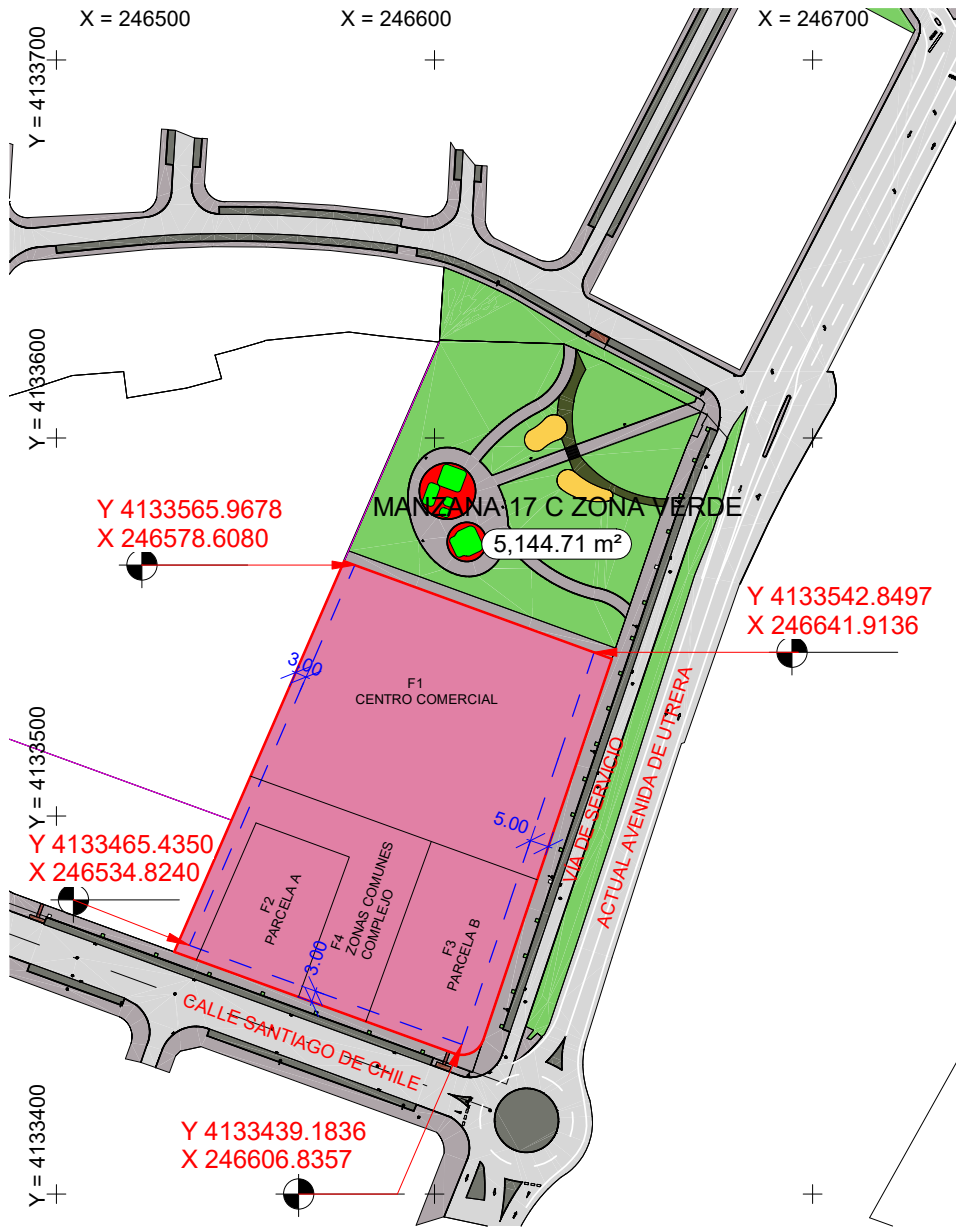 X = 246500
X = 246600
X = 246700
Y = 4133700
Y = 4133600
MANZANA 17 C ZONA VERDE
5,144.71 m²
Y 4133565.9678
X 246578.6080
Y 4133542.8497
X 246641.9136
3.00
F1
CENTRO COMERCIAL
Y = 4133500
5.00
VIA DE SERVICIO
ACTUAL AVENIDA DE UTRERA
Y 4133465.4350
X 246534.8240
F2
PARCELA A
F4
ZONAS COMUNES
COMPLEJO
F3
PARCELA B
3.00
CALLE SANTIAGO DE CHILE
Y = 4133400
Y 4133439.1836
X 246606.8357